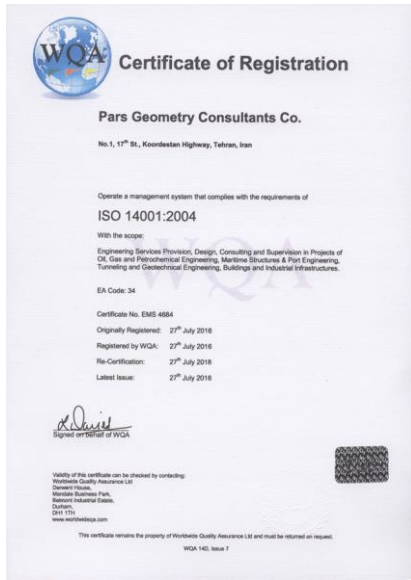 WQA
Certificate of Registration
Pars Geometry Consultants Co.
No.1, 17th St., Koordestan Highway, Tehran, Iran
Operate a management system that complies with the requirements of
ISO 14001:2004
With the scope:
Engineering Services Provision, Design, Consulting and Supervision in Projects of
Oil, Gas and Petrochemical Engineering, Maritime Structures & Port Engineering,
Tunneling and Geotechnical Engineering, Buildings and Industrial Infrastructures.
WQA
EA Code: 34
Certificate No. EMS 4684
Originally Registered: 27th July 2016
Registered by WQA: 27th July 2016
Re-Certification: 27th July 2018
Latest Issue: 27th July 2016
Signed on behalf of WQA
Validity of this certificate can be checked by contacting:
Worldwide Quality Assurance Ltd
Derwent House,
Mandale Business Park,
Belmont Industrial Estate,
Durham,
DH1 1TH
www.worldwideqa.com
This certificate remains the property of Worldwide Quality Assurance Ltd and must be returned on request.
WQA 14D, Issue 7